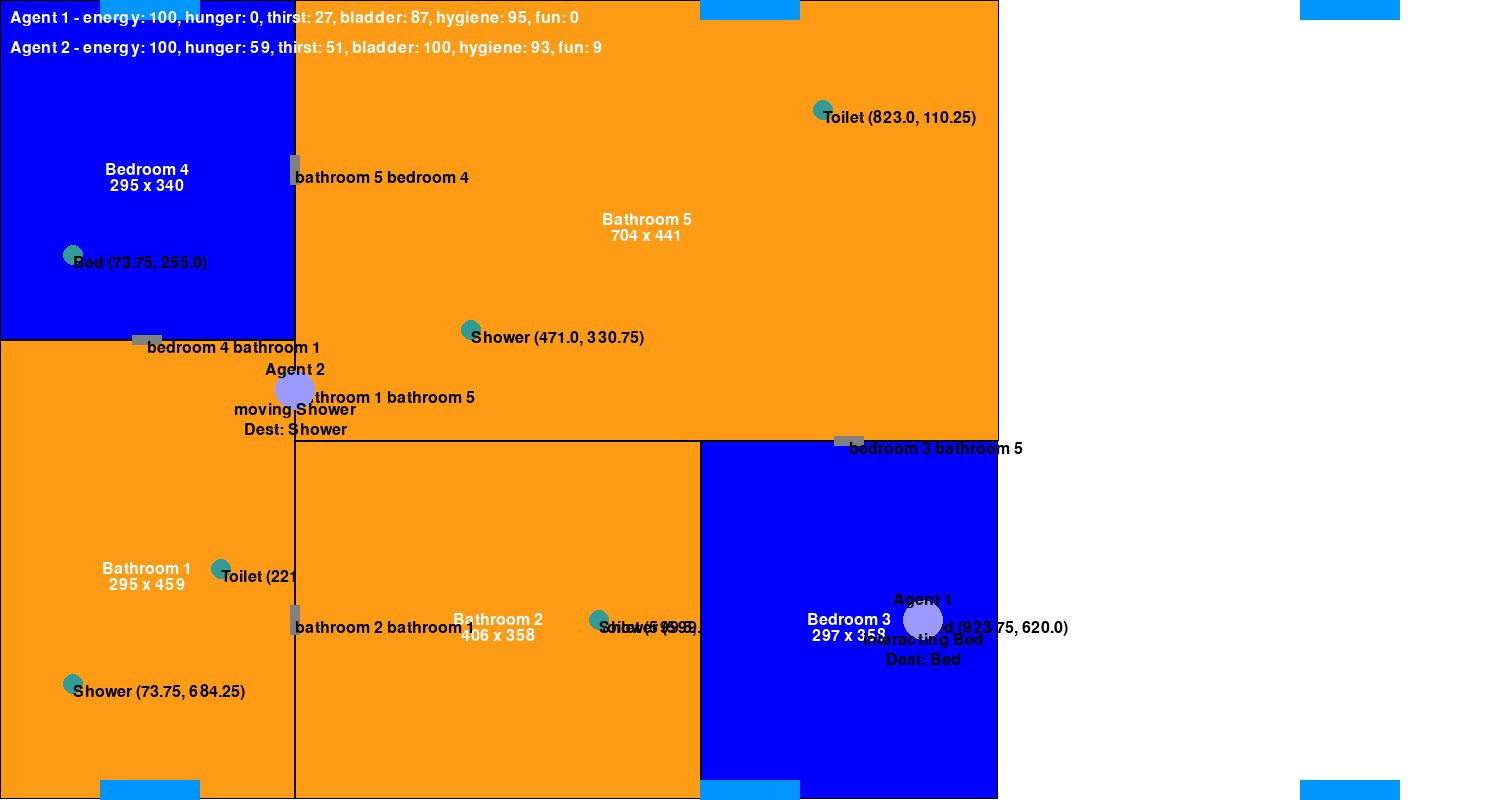 Agent 1 - energy: 100, hunger: 0, thirst: 27, bladder: 87, hygiene: 95, fun: 0
Agent 2 - energy: 100, hunger: 59, thirst: 51, bladder: 100, hygiene: 93, fun: 9
Toilet (823.0, 110.25)
Bedroom 4
295 x 340
bathroom 5 bedroom 4
Bathroom 5
704 x 441
Bed (73.75, 255.0)
Shower (471.0, 330.75)
bedroom 4 bathroom 1
Agent 2
throom 1 bathroom 5
moving Shower
Dest: Shower
bedroom 3 bathroom 5
Bathroom 1
295 x 459
Toilet (221
Agent 1
Bathroom 2
406 x 358
bathroom 2 bathroom 1
Bedroom 3
297 x 358
d (923.75, 620.0)
interacting Bed
Dest: Bed
Shower (73.75, 684.25)